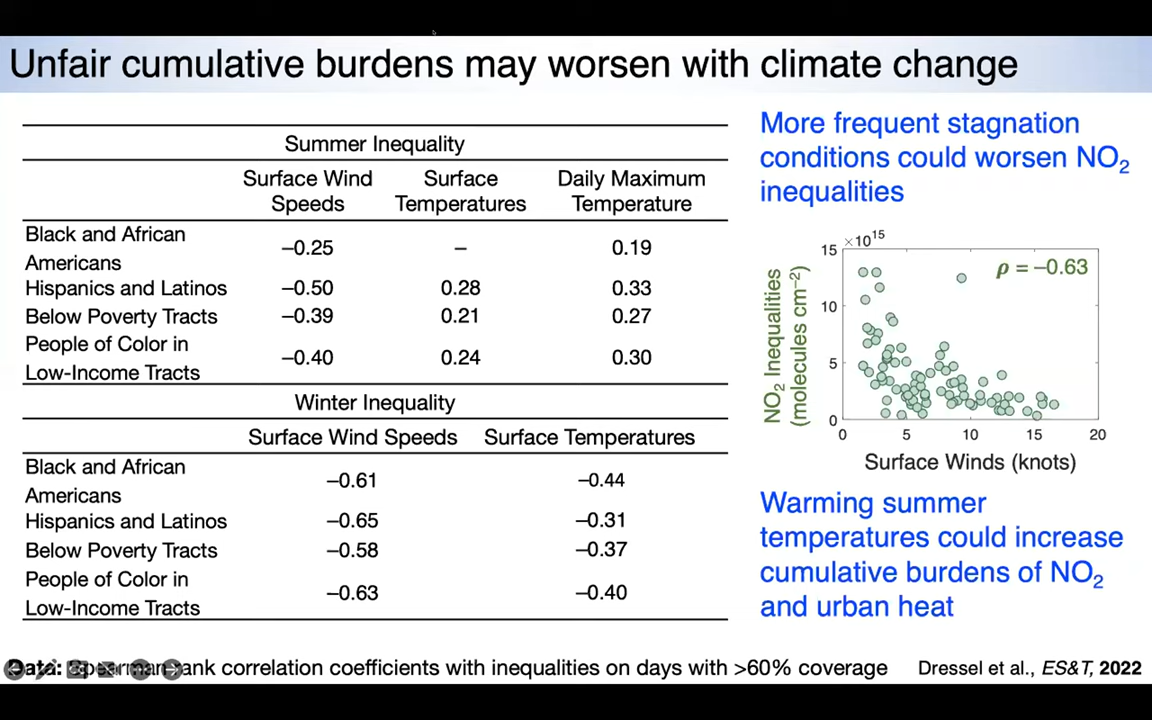 Unfair cumulative burdens may worsen with climate change
Summer Inequality
Surface Wind Speeds Surface Temperatures Daily Maximum Temperature
Black and African Americans –0.25 – 0.19
Hispanics and Latinos –0.50 0.28 0.33
Below Poverty Tracts –0.39 0.21 0.27
People of Color in Low-Income Tracts –0.40 0.24 0.30
Winter Inequality
Surface Wind Speeds Surface Temperatures
Black and African Americans –0.61 –0.44
Hispanics and Latinos –0.65 –0.31
Below Poverty Tracts –0.58 –0.37
People of Color in Low-Income Tracts –0.63 –0.40
More frequent stagnation
conditions could worsen NO₂
inequalities
×10¹⁵
ρ = –0.63
NO₂ Inequalities
(molecules cm⁻²)
15
10
5
0
0 5 10 15 20
Surface Winds (knots)
Warming summer
temperatures could increase
cumulative burdens of NO₂
and urban heat
Data: Spearman rank correlation coefficients with inequalities on days with >60% coverage
Dressel et al., ES&T, 2022